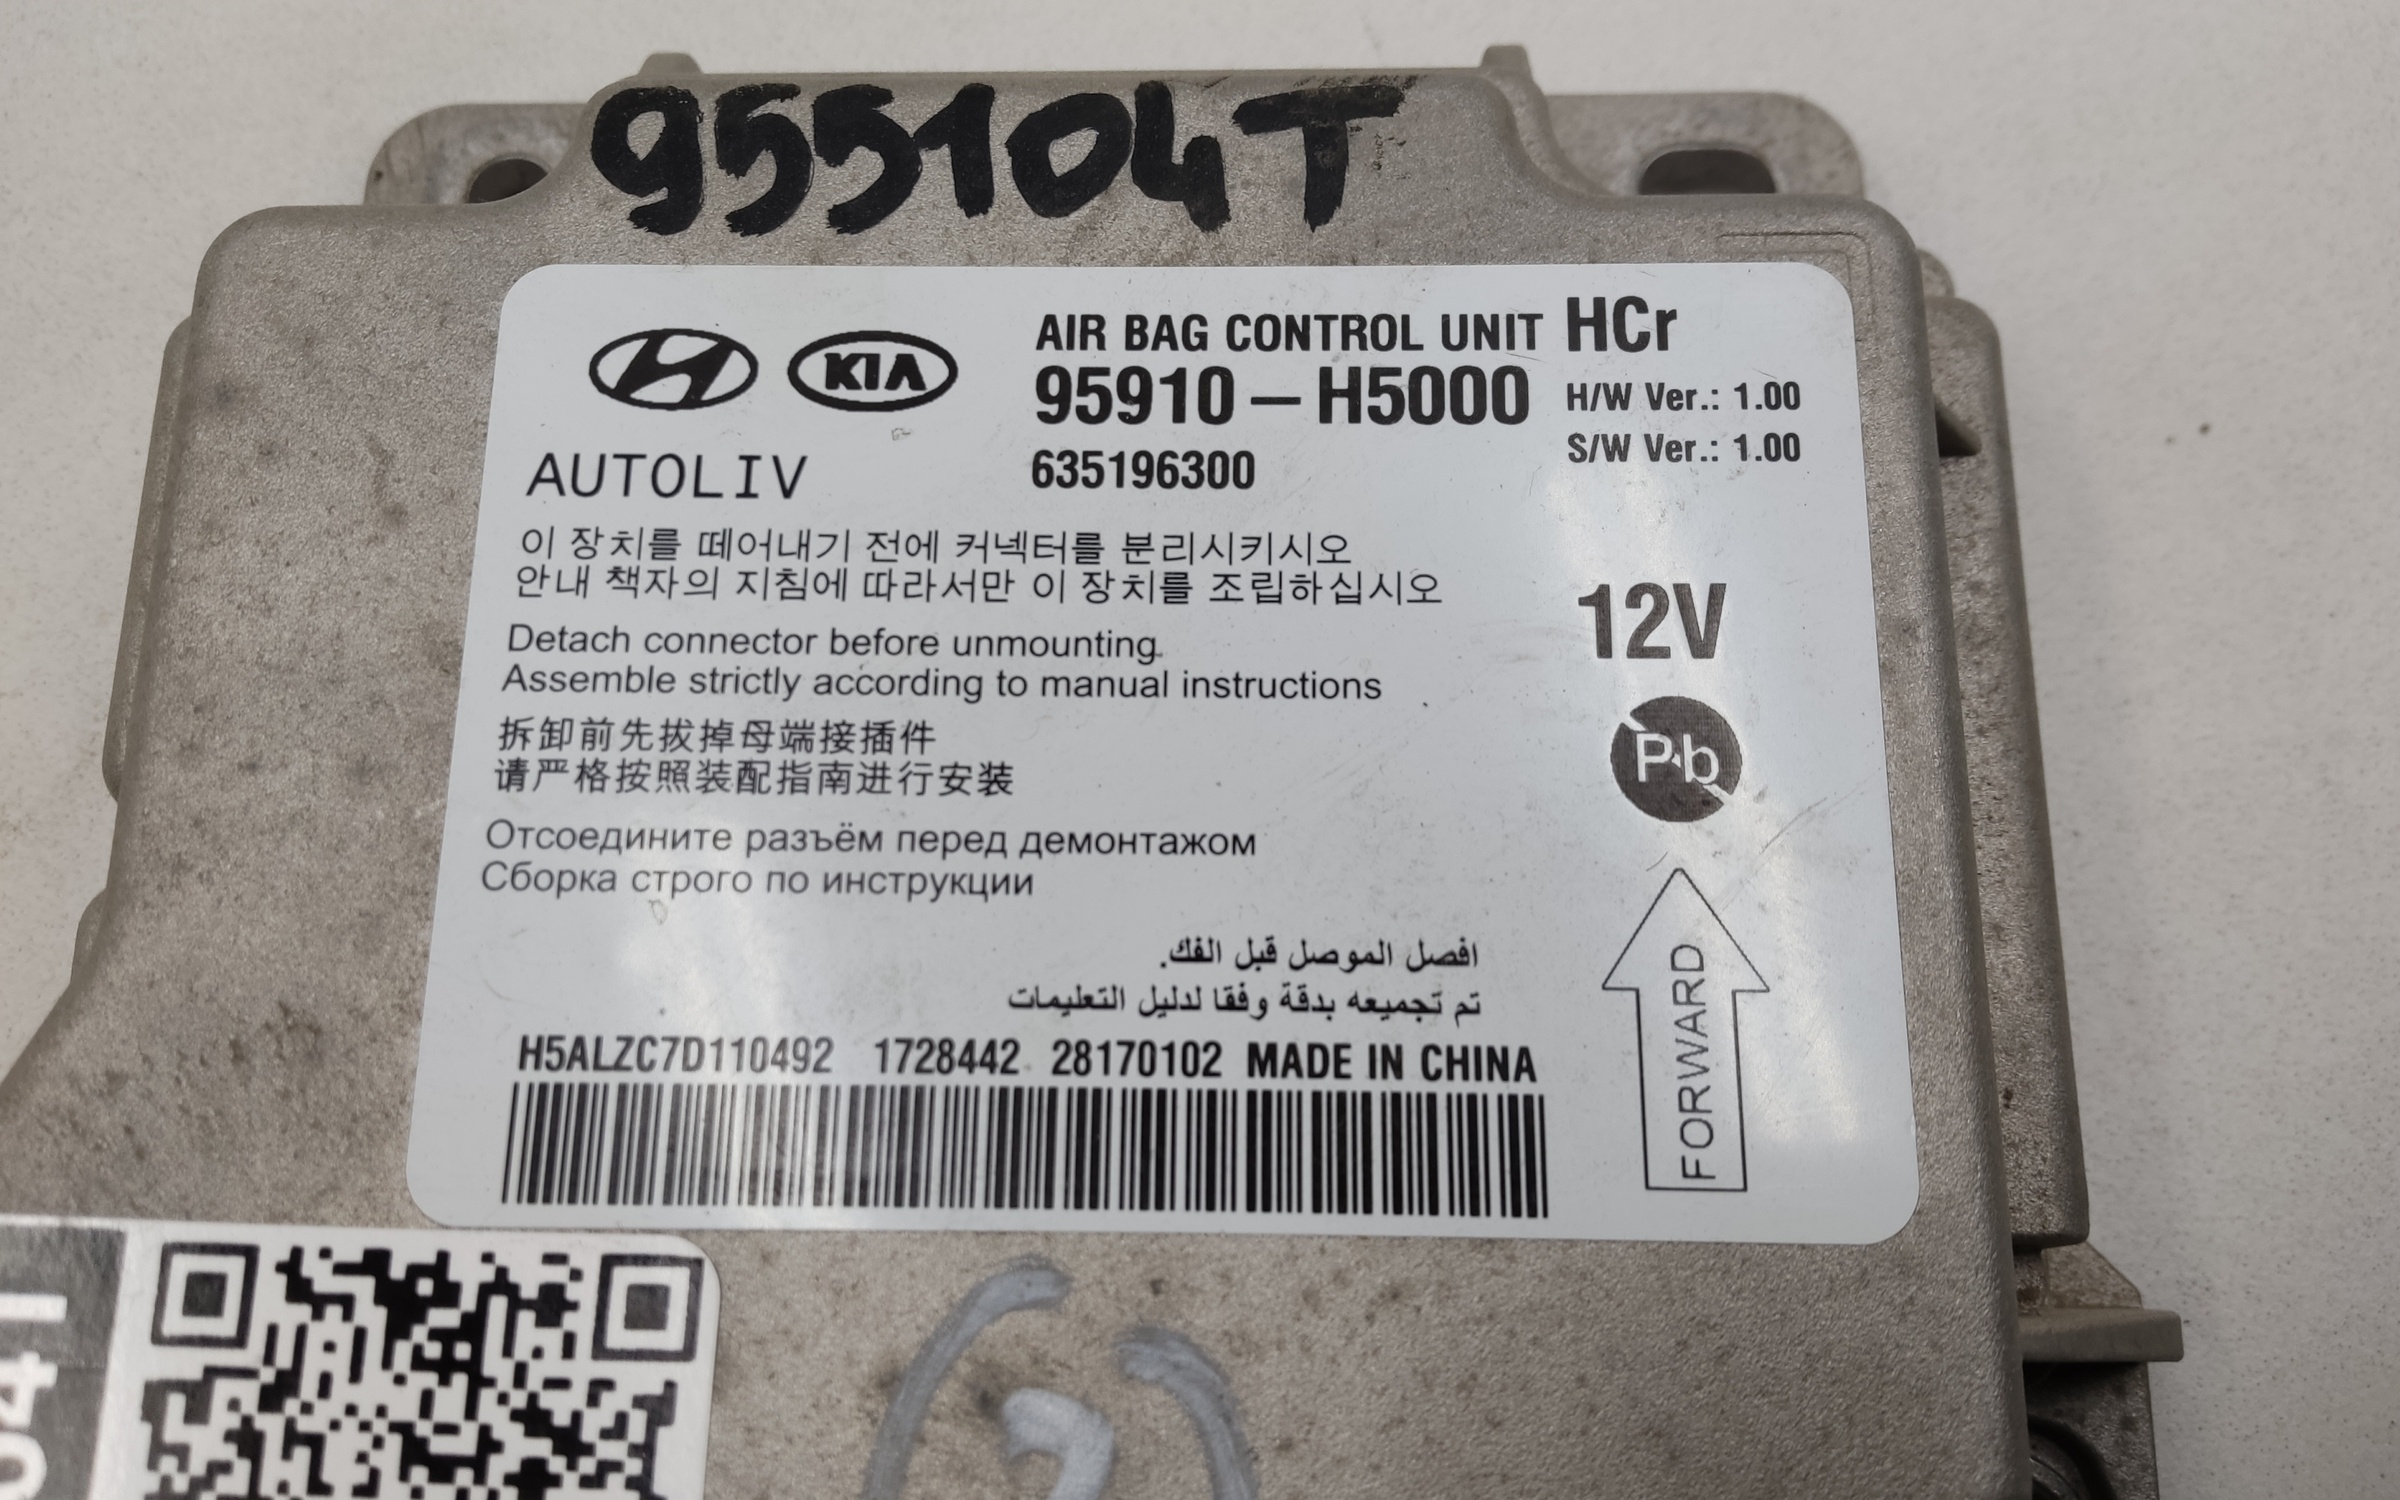 955104T
KIA
AIR BAG CONTROL UNIT HCr
95910-H5000
H/W Ver.: 1.00
AUTOLIV
635196300
S/W Ver.: 1.00
이 장치를 떼어내기 전에 커넥터를 분리시키시오
안내 책자의 지침에 따라서만 이 장치를 조립하십시오
12V
Detach connector before unmounting.
Assemble strictly according to manual instructions
Pb
拆卸前先拔掉母端接插件
请严格按照装配指南进行安装
Отсоедините разъём перед демонтажом
Сборка строго по инструкции
افصل الموصل قبل الفك.
تم تجميعه بدقة وفقا لدليل التعليمات
FORWARD
H5ALZC7D110492 1728442 28170102 MADE IN CHINA